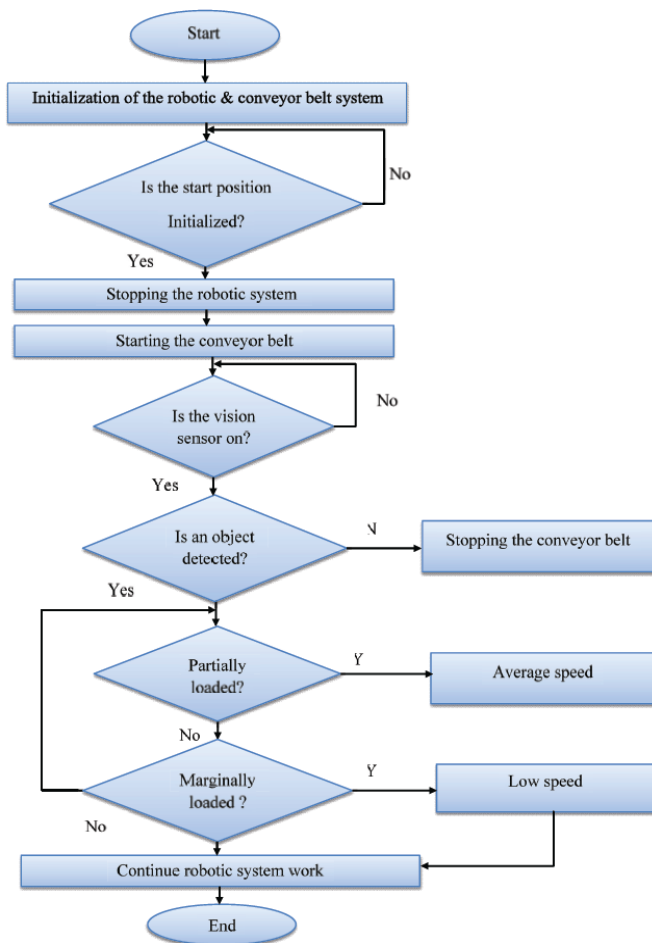 Start
Initialization of the robotic & conveyor belt system
No
Is the start position
Initialized?
Yes
Stopping the robotic system
Starting the conveyor belt
No
Is the vision
sensor on?
Yes
Is an object
detected?
N
Stopping the conveyor belt
Yes
Partially
loaded?
Y
Average speed
No
Marginally
loaded ?
Y
Low speed
No
Continue robotic system work
End